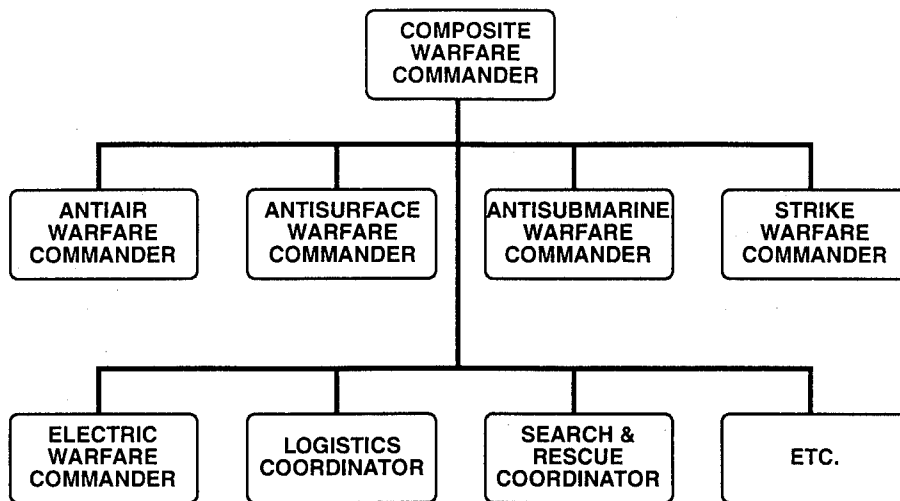 COMPOSITE
WARFARE
COMMANDER
ANTIAIR
WARFARE
COMMANDER
ANTISURFACE
WARFARE
COMMANDER
ANTISUBMARINE
WARFARE
COMMANDER
STRIKE
WARFARE
COMMANDER
ELECTRIC
WARFARE
COMMANDER
LOGISTICS
COORDINATOR
SEARCH &
RESCUE
COORDINATOR
ETC.